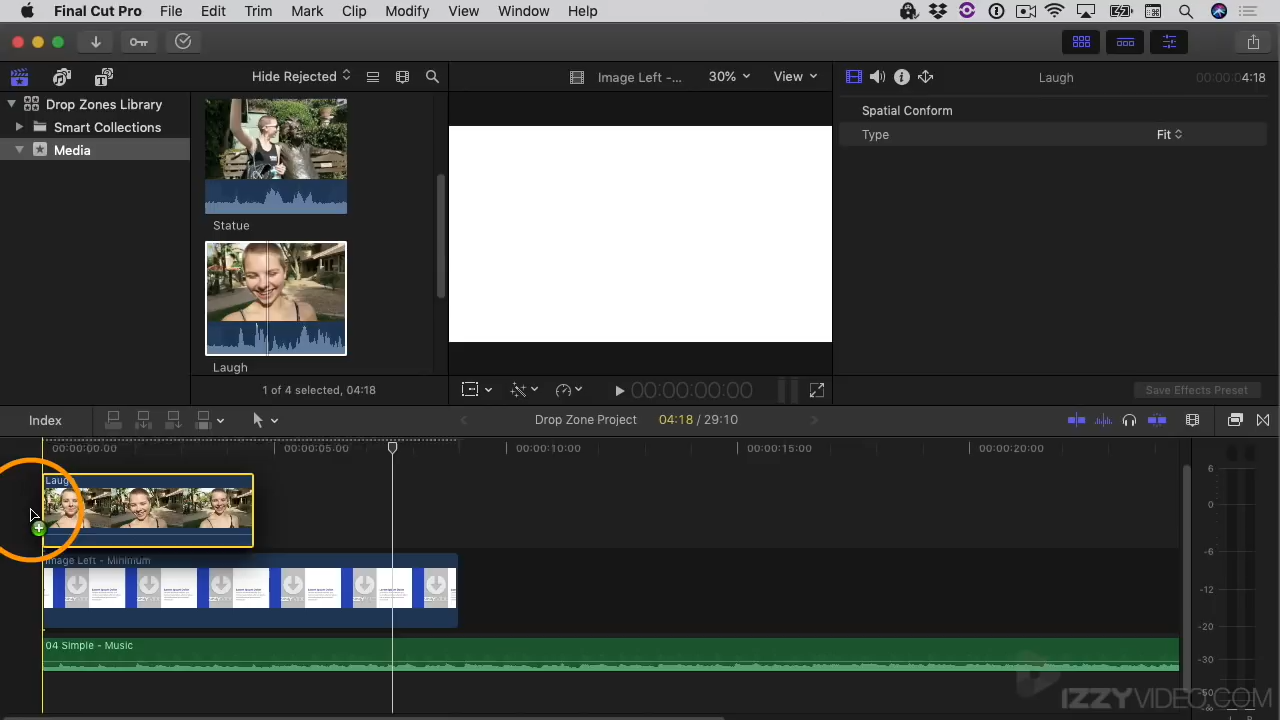 Final Cut Pro File Edit Trim Mark Clip Modify View Window Help
Hide Rejected
Image Left -...
30%
View
Laugh
00:00:04:18
Drop Zones Library
Smart Collections
Media
Statue
Laugh
1 of 4 selected, 04:18
Spatial Conform
Type
Fit
00:00:00:00
Save Effects Preset
Index
Drop Zone Project
04:18 / 29:10
00:00:00:00
00:00:05:00
00:00:10:00
00:00:15:00
00:00:20:00
Laugh
Image Left - Minimum
04 Simple - Music
6
0
-6
-12
-20
-30
-50
-∞
IZZYVIDEO.COM